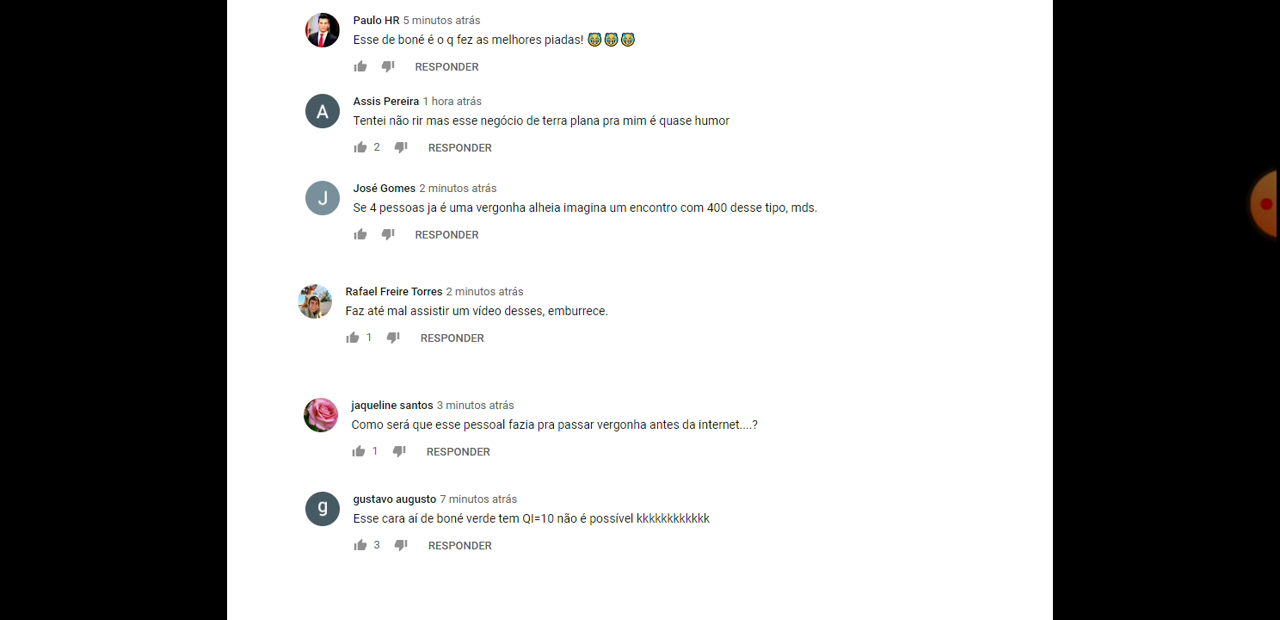 Paulo HR 5 minutos atrás
Esse de boné é o q fez as melhores piadas!
RESPONDER
A
Assis Pereira 1 hora atrás
Tentei não rir mas esse negócio de terra plana pra mim é quase humor
2 RESPONDER
J
José Gomes 2 minutos atrás
Se 4 pessoas ja é uma vergonha alheia imagina um encontro com 400 desse tipo, mds.
RESPONDER
Rafael Freire Torres 2 minutos atrás
Faz até mal assistir um vídeo desses, emburrece.
1 RESPONDER
jaqueline santos 3 minutos atrás
Como será que esse pessoal fazia pra passar vergonha antes da internet....?
1 RESPONDER
g
gustavo augusto 7 minutos atrás
Esse cara aí de boné verde tem QI=10 não é possível kkkkkkkkkkkk
3 RESPONDER